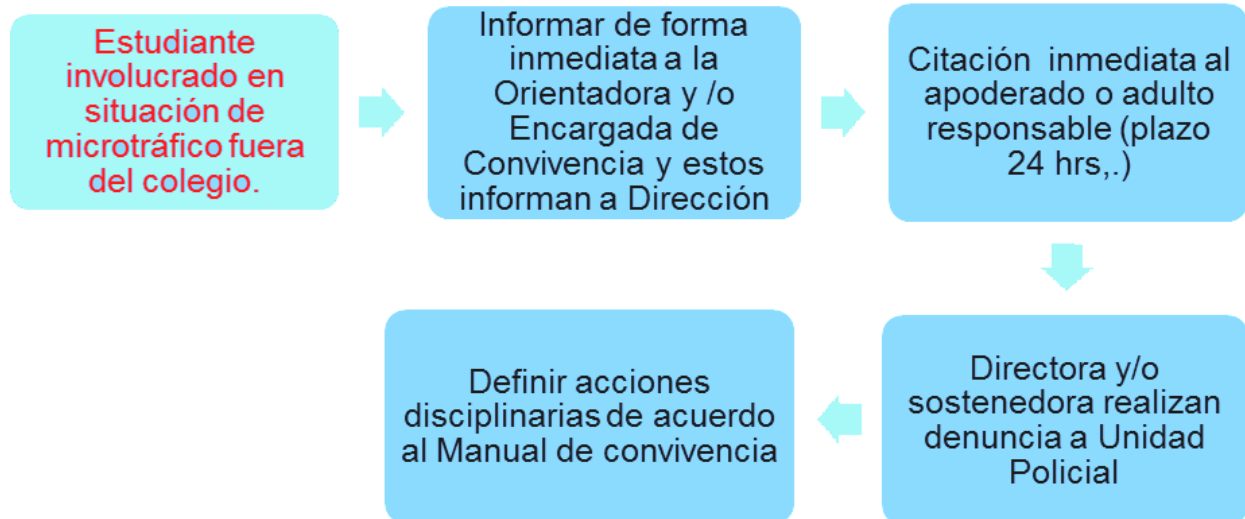 Estudiante
involucrado en
situación de
microtráfico fuera
del colegio.
Informar de forma
inmediata a la
Orientadora y /o
Encargada de
Convivencia y estos
informan a Dirección
Citación inmediata al
apoderado o adulto
responsable (plazo
24 hrs,.)
Directora y/o
sostenedora realizan
denuncia a Unidad
Policial
Definir acciones
disciplinarias de acuerdo
al Manual de convivencia